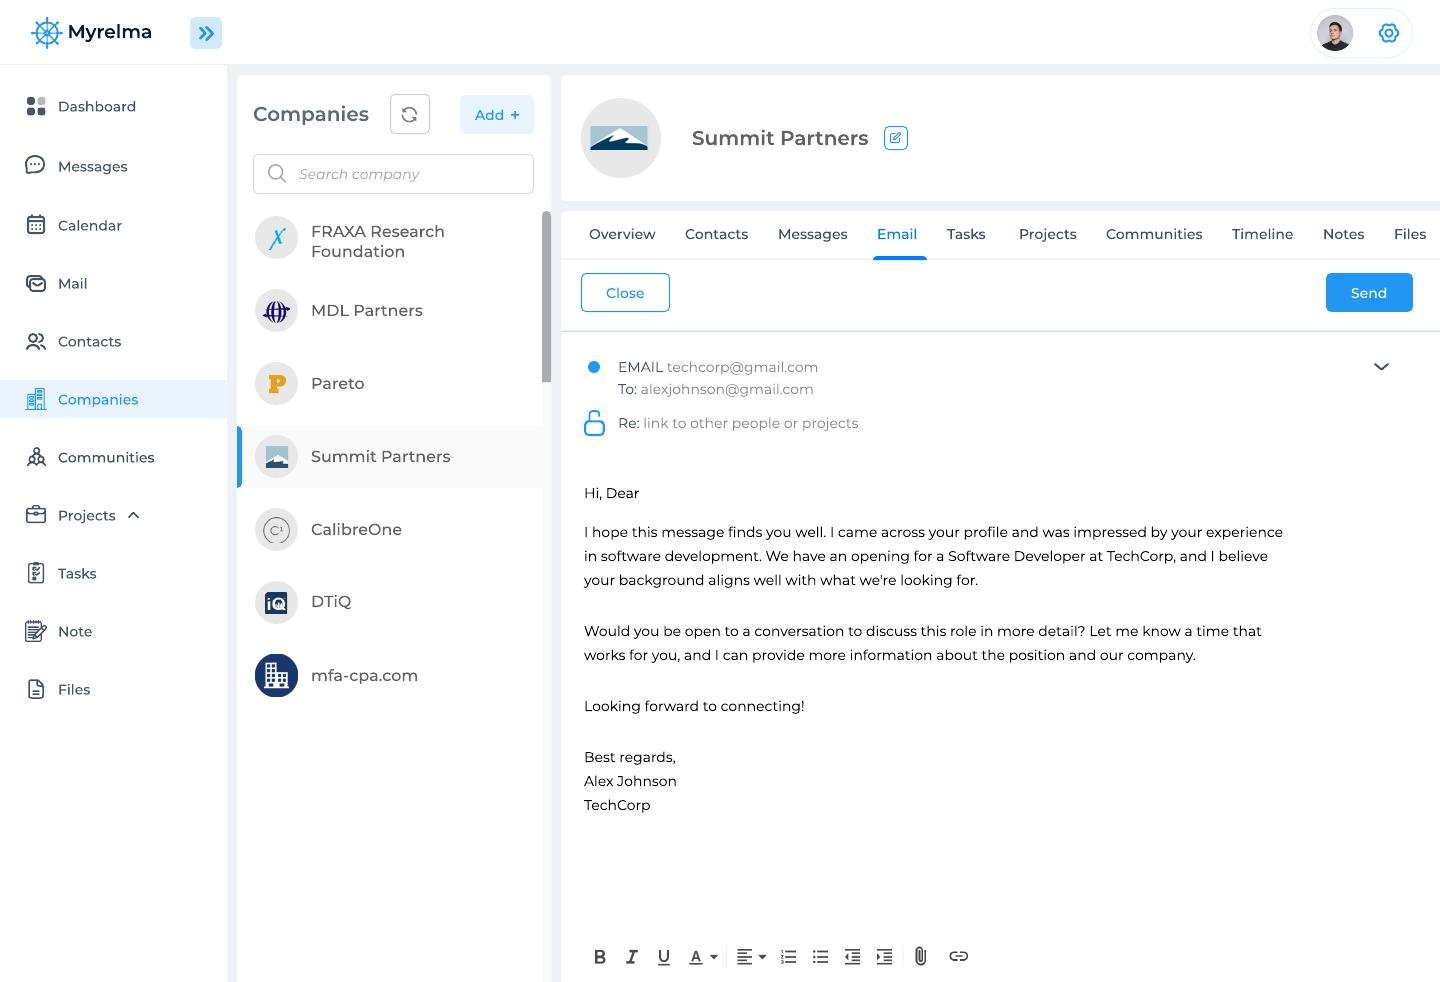 Myrelma
Dashboard
Messages
Calendar
Mail
Contacts
Companies
Communities
Projects
Tasks
Note
Files
Companies
Add +
Search company
FRAXA Research
Foundation
MDL Partners
P
Pareto
Summit Partners
C¹
CalibreOne
iQ
DTiQ
mfa-cpa.com
Summit Partners
Overview Contacts Messages Email Tasks Projects Communities Timeline Notes Files
Close
Send
EMAIL techcorp@gmail.com
To: alexjohnson@gmail.com
Re: link to other people or projects
Hi, Dear
I hope this message finds you well. I came across your profile and was impressed by your experience
in software development. We have an opening for a Software Developer at TechCorp, and I believe
your background aligns well with what we're looking for.
Would you be open to a conversation to discuss this role in more detail? Let me know a time that
works for you, and I can provide more information about the position and our company.
Looking forward to connecting!
Best regards,
Alex Johnson
TechCorp
B I U A